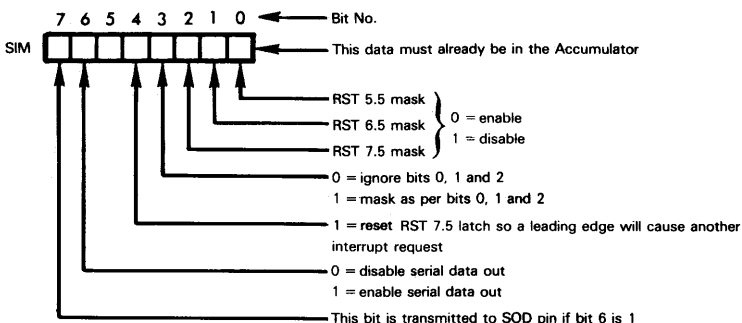 7 6 5 4 3 2 1 0 Bit No.
SIM This data must already be in the Accumulator
RST 5.5 mask
RST 6.5 mask
RST 7.5 mask
0 = enable
1 = disable
0 = ignore bits 0, 1 and 2
1 = mask as per bits 0, 1 and 2
1 = reset RST 7.5 latch so a leading edge will cause another
interrupt request
0 = disable serial data out
1 = enable serial data out
This bit is transmitted to SOD pin if bit 6 is 1